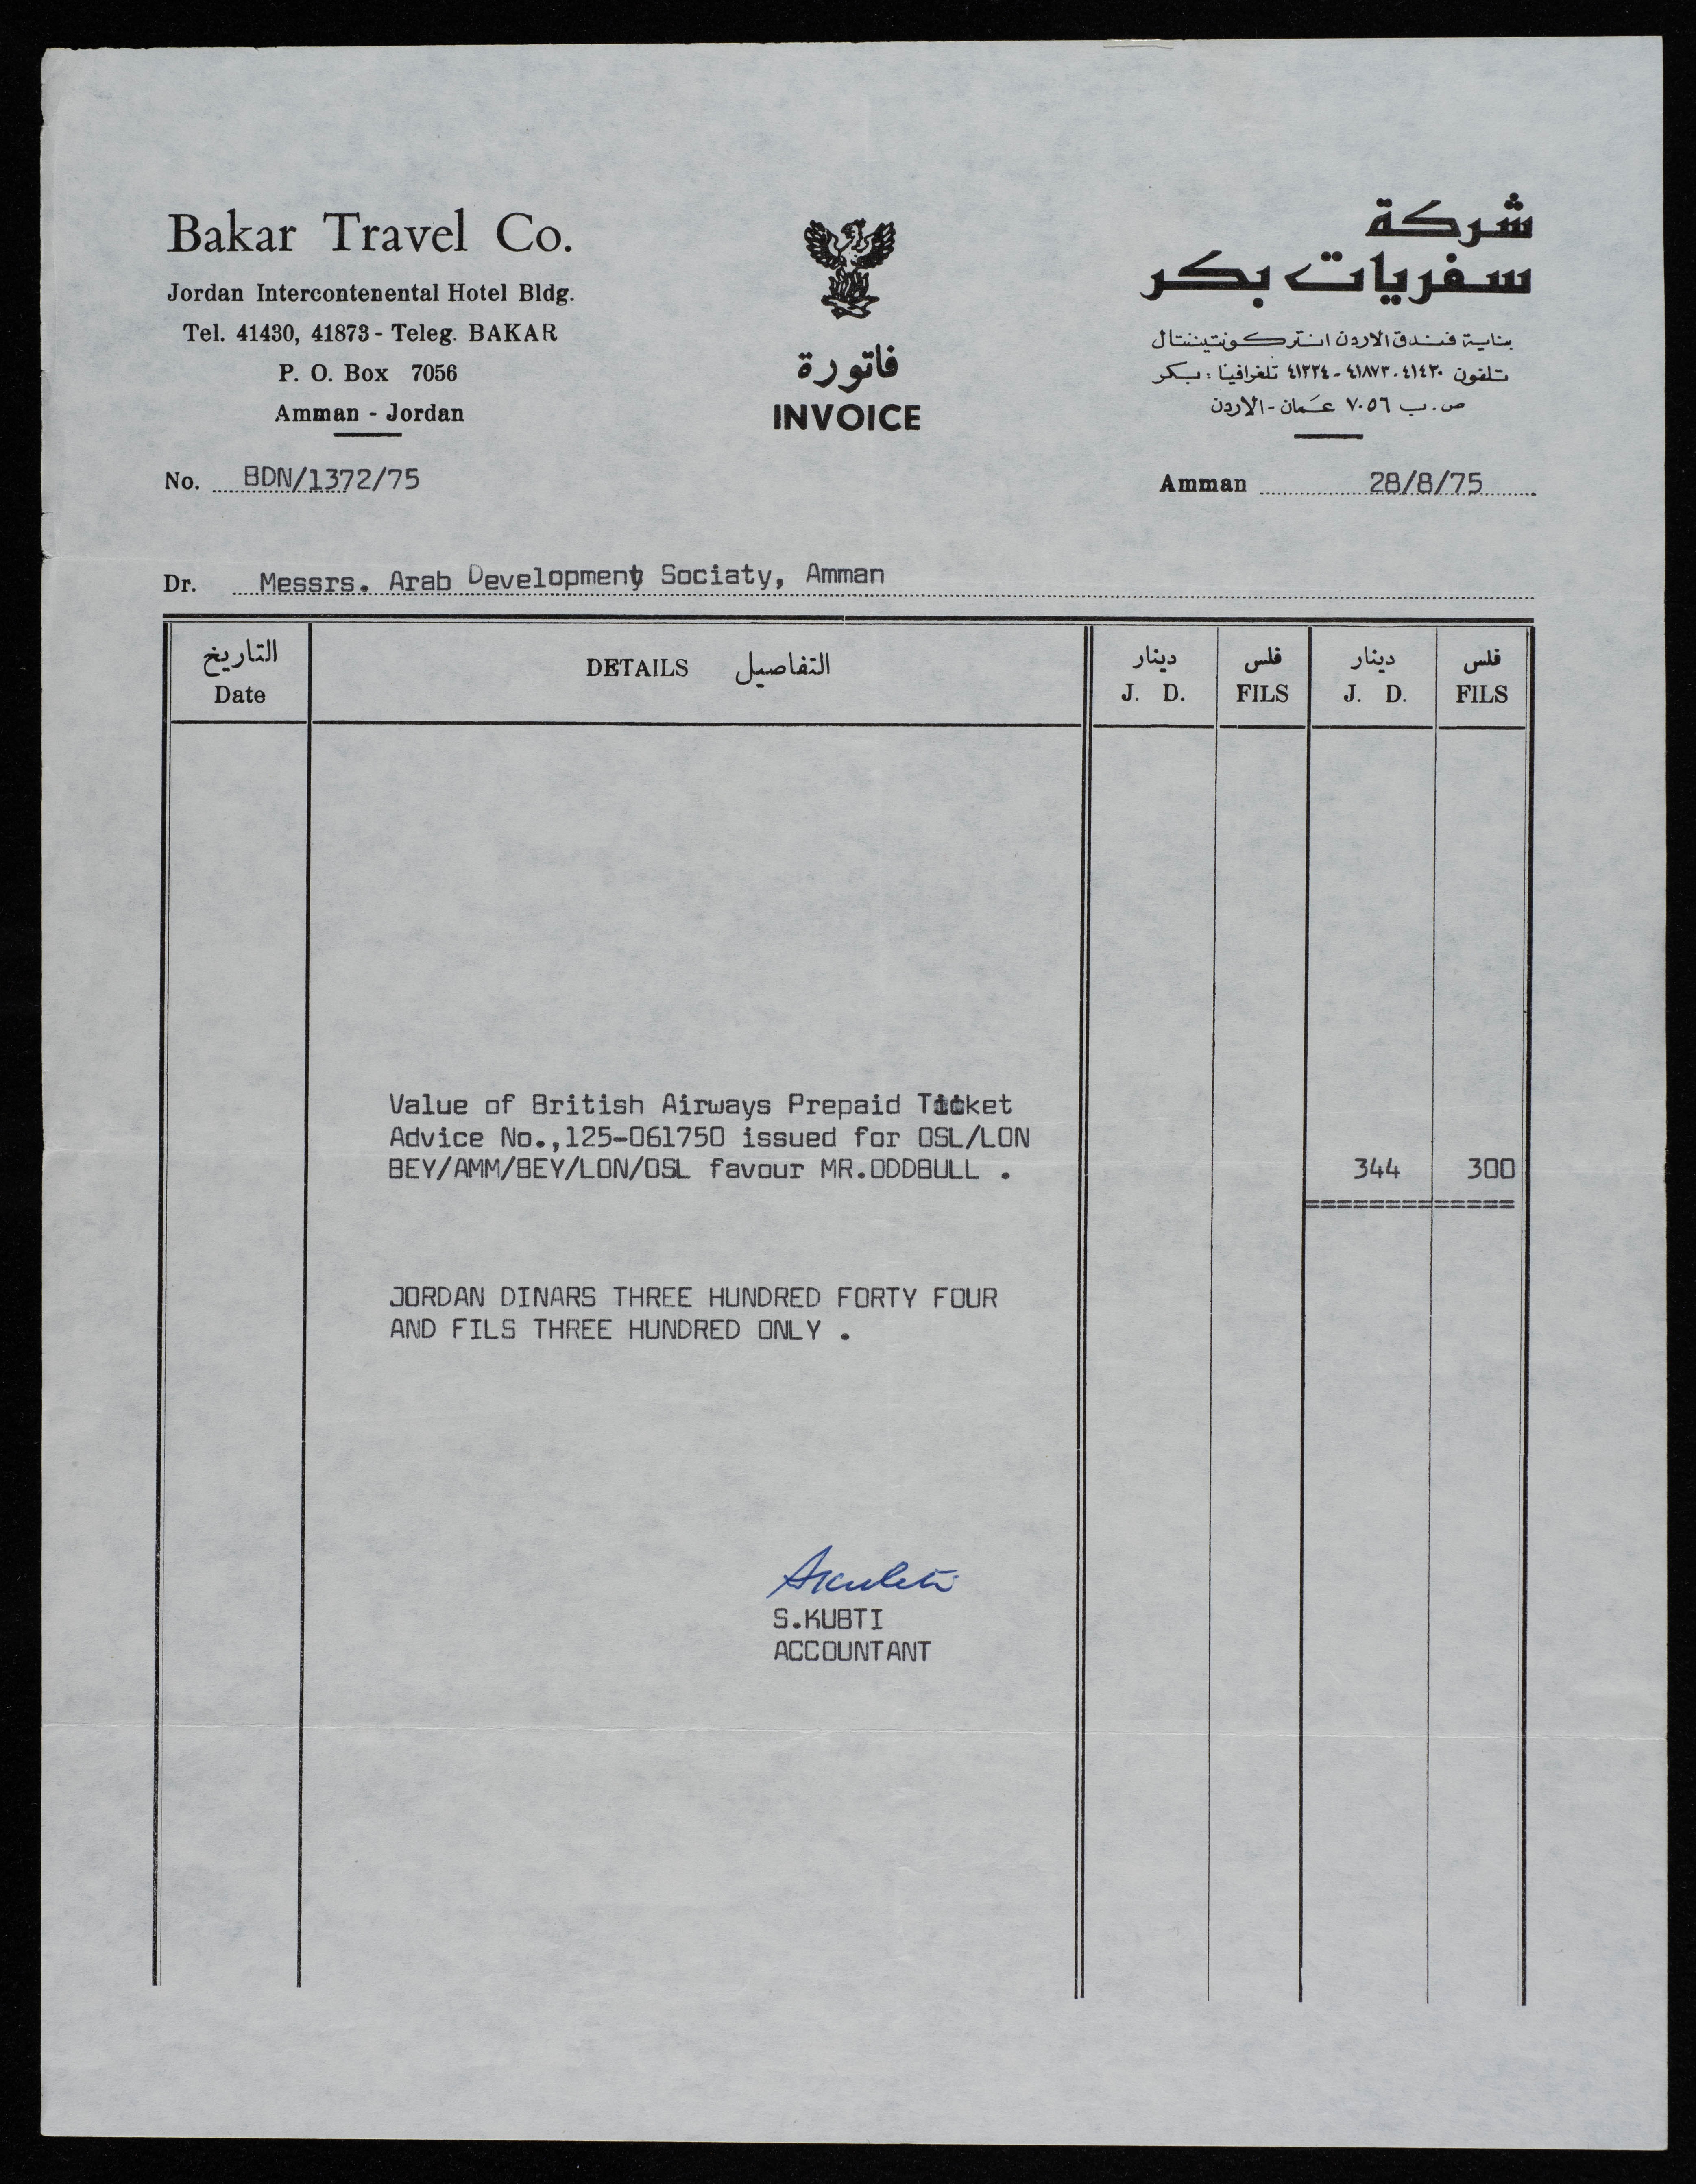 Bakar Travel Co.
Jordan Intercontenental Hotel Bldg.
Tel. 41430, 41873 - Teleg. BAKAR
P. O. Box 7056
Amman - Jordan
فاتورة
INVOICE
شركة
سفريات بكر
بناية فندق الاردن انتركونتيننتال
تلفون ٤١٤٣٠، ٤١٨٧٣ - ٤١٢٢٤ تلغرافيا : بكر
ص. ب ٧٠٥٦ عمان - الاردن
No. BDN/1372/75
Amman 28/8/75
Dr. Messrs. Arab Development Sociaty, Amman
التاريخ
Date
DETAILS التفاصيل
دينار فلس دينار فلس
J. D. FILS J. D. FILS
Value of British Airways Prepaid Ticket
Advice No.,125-061750 issued for OSL/LON
BEY/AMM/BEY/LON/OSL favour MR.ODDBULL . 344 300
==============
JORDAN DINARS THREE HUNDRED FORTY FOUR
AND FILS THREE HUNDRED ONLY .
S.KUBTI
ACCOUNTANT